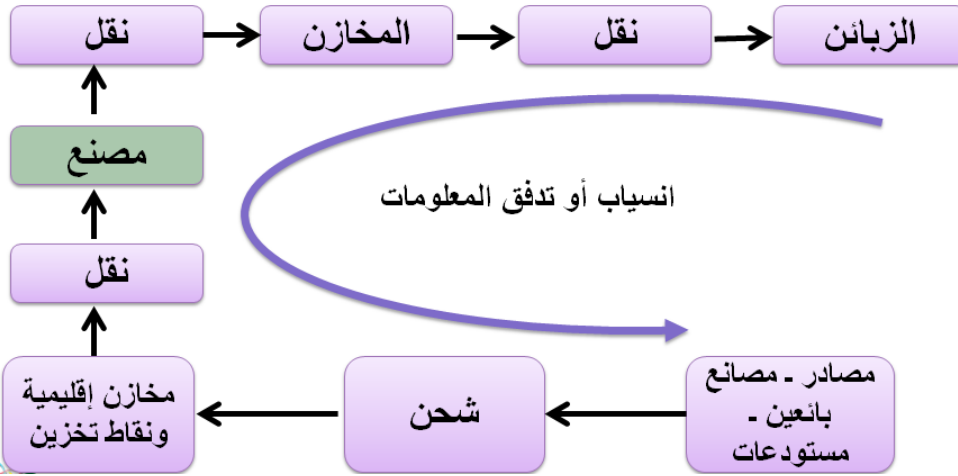 نقل
المخازن
نقل
الزبائن
مصنع
انسياب أو تدفق المعلومات
نقل
مخازن إقليمية
ونقاط تخزين
شحن
مصادر ـ مصانع
بائعين ـ
مستودعات